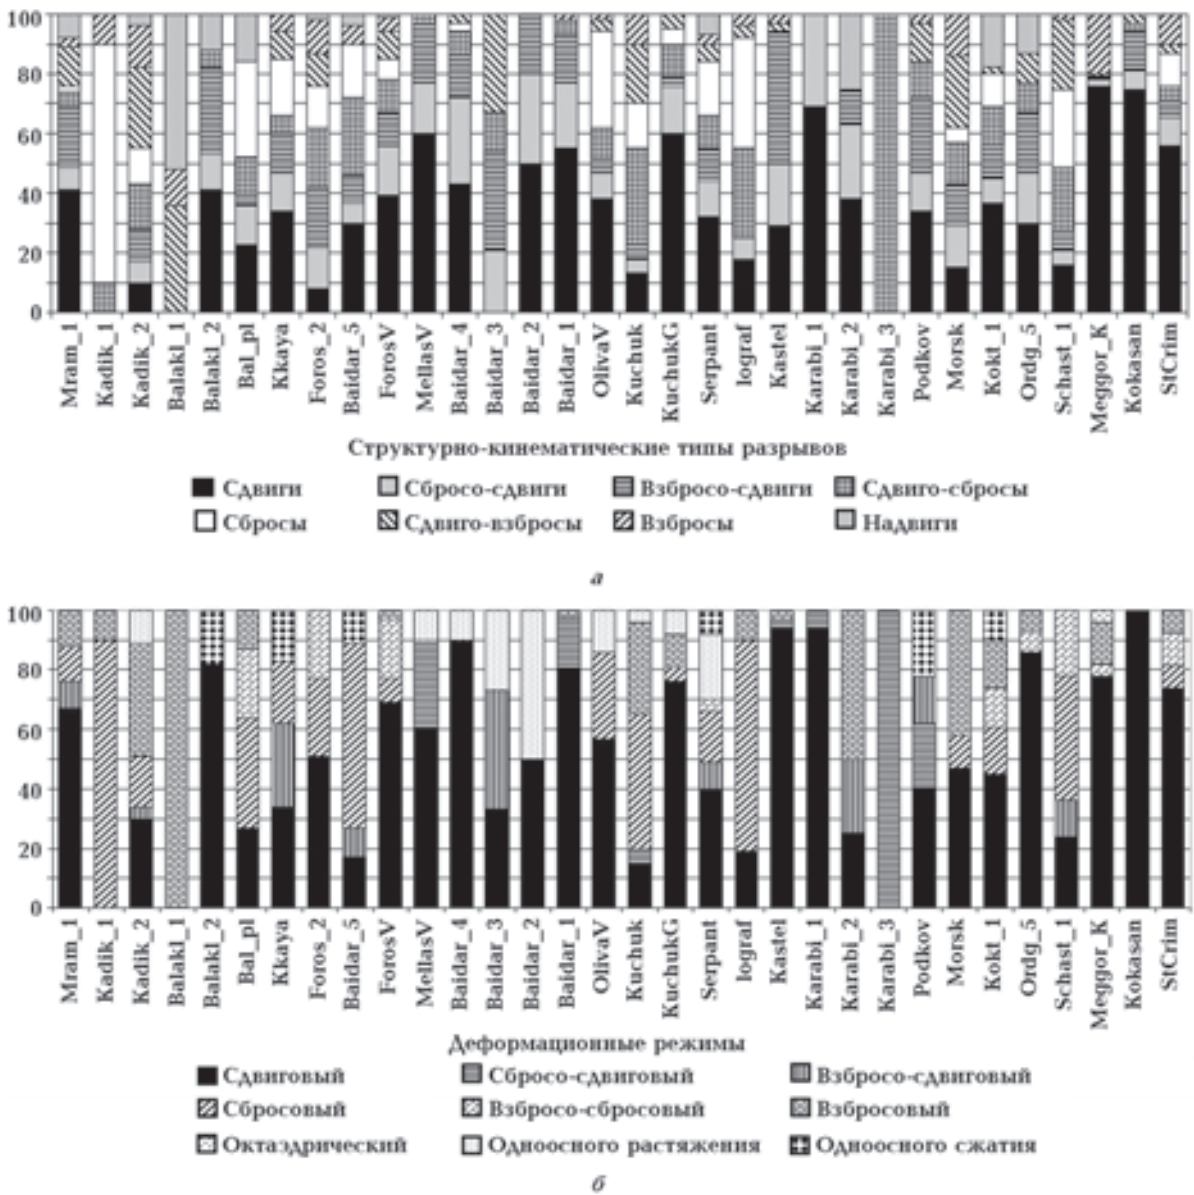 100
80
60
40
20
0
Mram_1 Kadik_1 Kadik_2 Balakl_1 Balakl_2 Bal_pl Kkaya Foros_2 Baidar_5 ForosV MellasV Baidar_4 Baidar_3 Baidar_2 Baidar_1 OlivaV Kuchuk KuchukG Serpant lograf Kastel Karabi_1 Karabi_2 Karabi_3 Podkov Morsk Kokt_1 Ordg_5 Schast_1 Meggor_K Kokasan StCrim
Структурно-кинематические типы разрывов
Сдвиги Сбросо-сдвиги Взбросо-сдвиги Сдвиго-сбросы
Сбросы Сдвиго-взбросы Взбросы Надвиги
а
100
80
60
40
20
0
Mram_1 Kadik_1 Kadik_2 Balakl_1 Balakl_2 Bal_pl Kkaya Foros_2 Baidar_5 ForosV MellasV Baidar_4 Baidar_3 Baidar_2 Baidar_1 OlivaV Kuchuk KuchukG Serpant lograf Kastel Karabi_1 Karabi_2 Karabi_3 Podkov Morsk Kokt_1 Ordg_5 Schast_1 Meggor_K Kokasan StCrim
Деформационные режимы
Сдвиговый Сбросо-сдвиговый Взбросо-сдвиговый
Сбросовый Взбросо-сбросовый Взбросовый
Октаэдрический Одноосного растяжения Одноосного сжатия
б